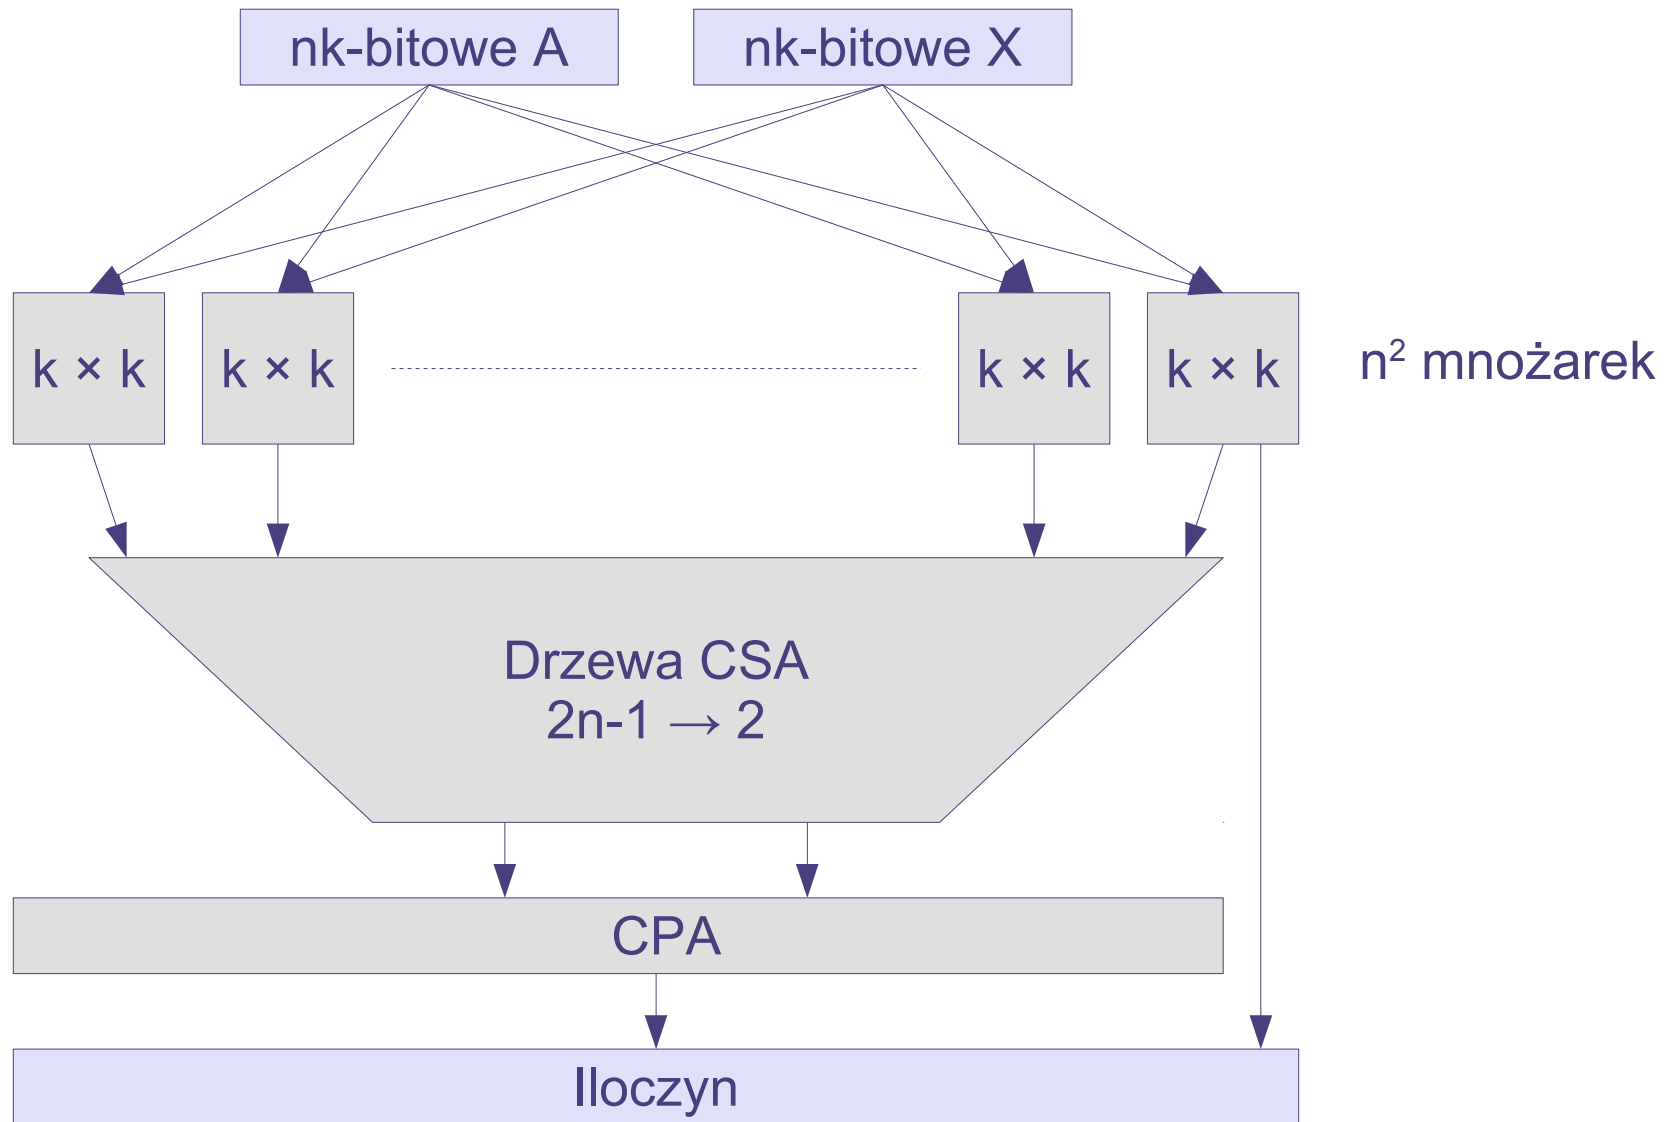 nk-bitowe A
nk-bitowe X
k × k
k × k
k × k
k × k
n² mnożarek
Drzewa CSA
2n-1 → 2
CPA
Iloczyn